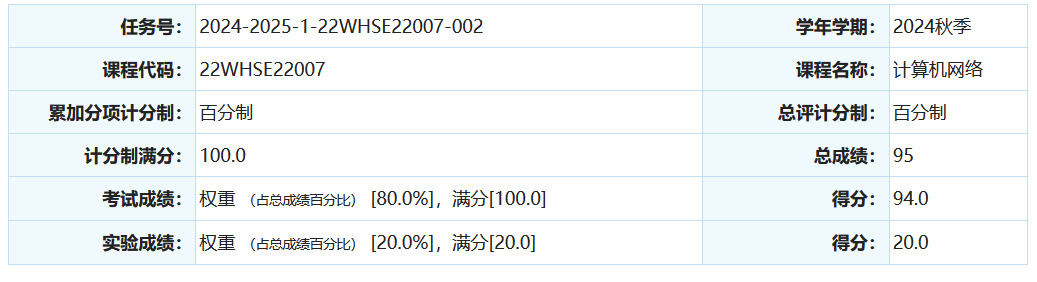 任务号： 2024-2025-1-22WHSE22007-002 学年学期： 2024秋季
课程代码： 22WHSE22007 课程名称： 计算机网络
累加分项计分制： 百分制 总评计分制： 百分制
计分制满分： 100.0 总成绩： 95
考试成绩： 权重 （占总成绩百分比） [80.0%]，满分[100.0] 得分： 94.0
实验成绩： 权重 （占总成绩百分比） [20.0%]，满分[20.0] 得分： 20.0